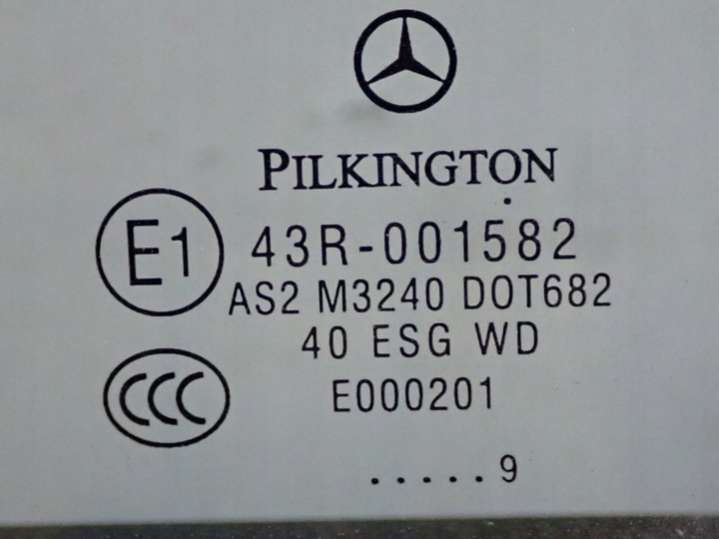 PILKINGTON
E1 43R-001582
AS2 M3240 DOT682
40 ESG WD
CCC E000201
.....9